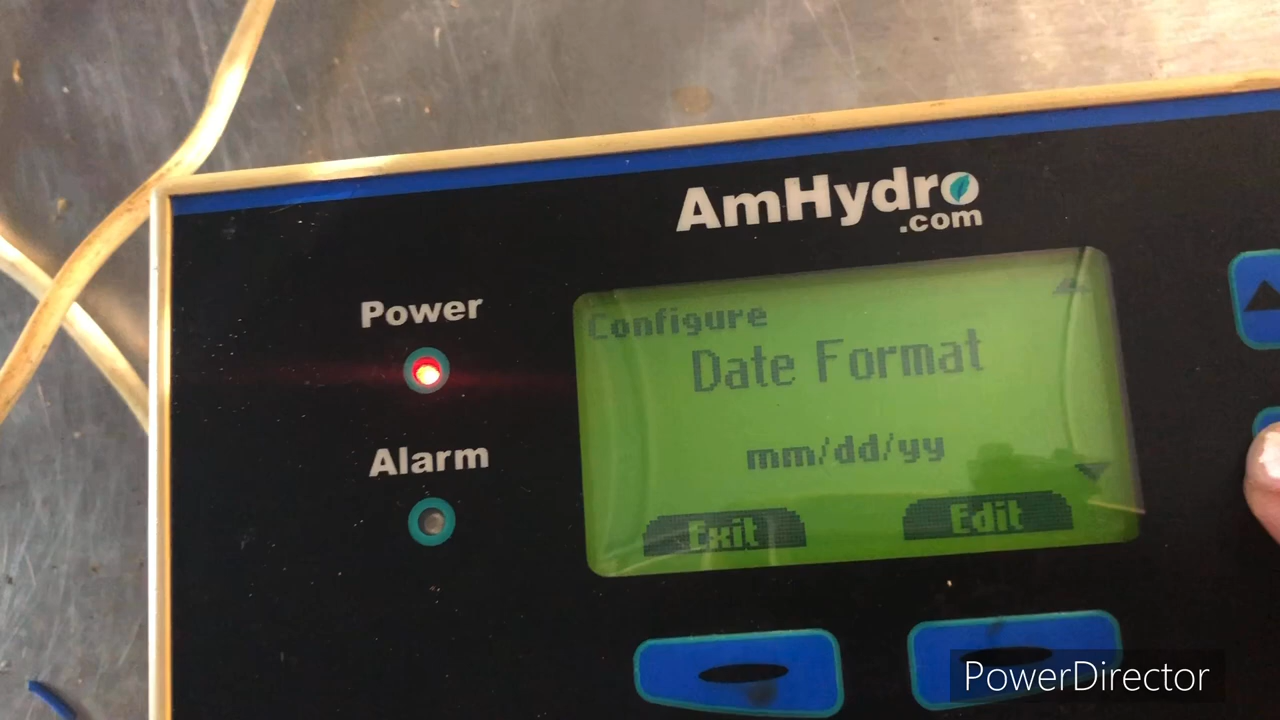 AmHydro
.com
Power
Alarm
Configure
Date Format
mm/dd/yy
Exit
Edit
PowerDirector